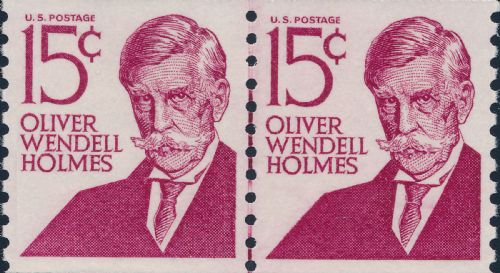 U.S. POSTAGE
15¢
OLIVER
WENDELL
HOLMES
U.S. POSTAGE
15¢
OLIVER
WENDELL
HOLMES